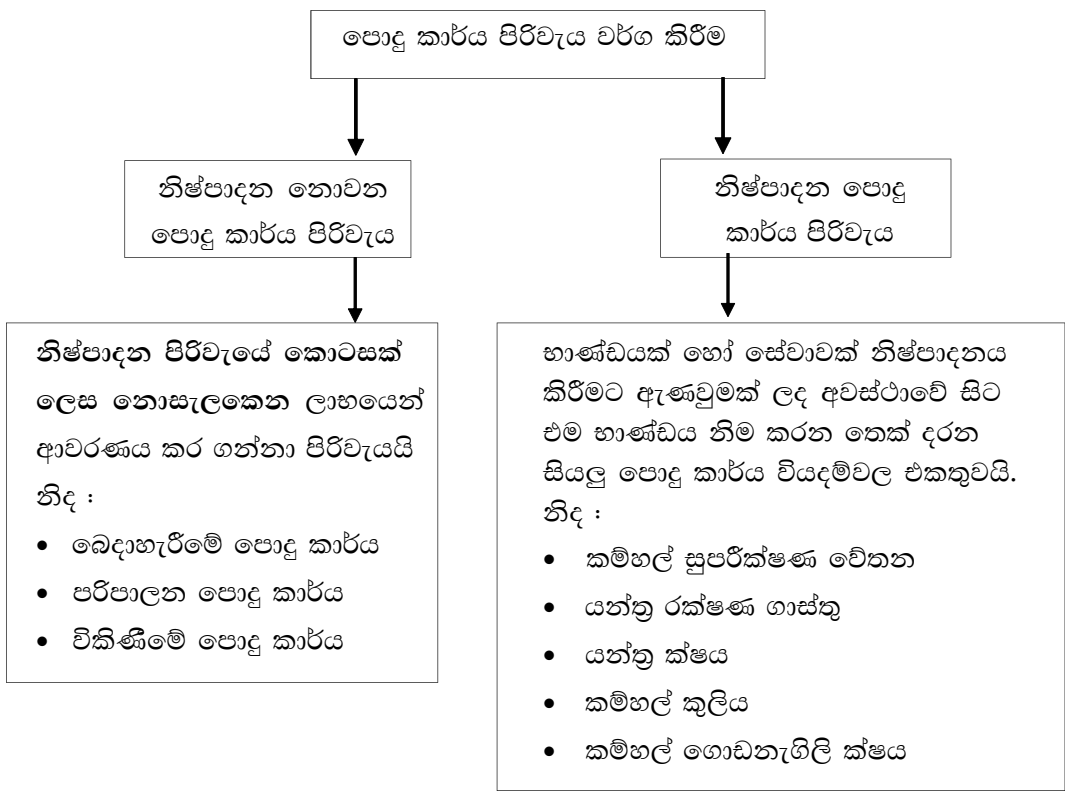 පොදු කාර්ය පිරිවැය වර්ග කිරීම
නිෂ්පාදන නොවන
පොදු කාර්ය පිරිවැය
නිෂ්පාදන පොදු
කාර්ය පිරිවැය
නිෂ්පාදන පිරිවැයේ කොටසක්
ලෙස නොසැලකෙන ලාභයෙන්
ආවරණය කර ගන්නා පිරිවැයයි
නිද :
• බෙදාහැරීමේ පොදු කාර්ය
• පරිපාලන පොදු කාර්ය
• විකිණීමේ පොදු කාර්ය
භාණ්ඩයක් හෝ සේවාවක් නිෂ්පාදනය
කිරීමට ඇණවුමක් ලද අවස්ථාවේ සිට
එම භාණ්ඩය නිම කරන තෙක් දරන
සියලු පොදු කාර්ය වියදම්වල එකතුවයි.
නිද :
• කම්හල් සුපරීක්ෂණ වේතන
• යන්ත්‍ර රක්ෂණ ගාස්තු
• යන්ත්‍ර ක්ෂය
• කම්හල් කුලිය
• කම්හල් ගොඩනැගිලි ක්ෂය